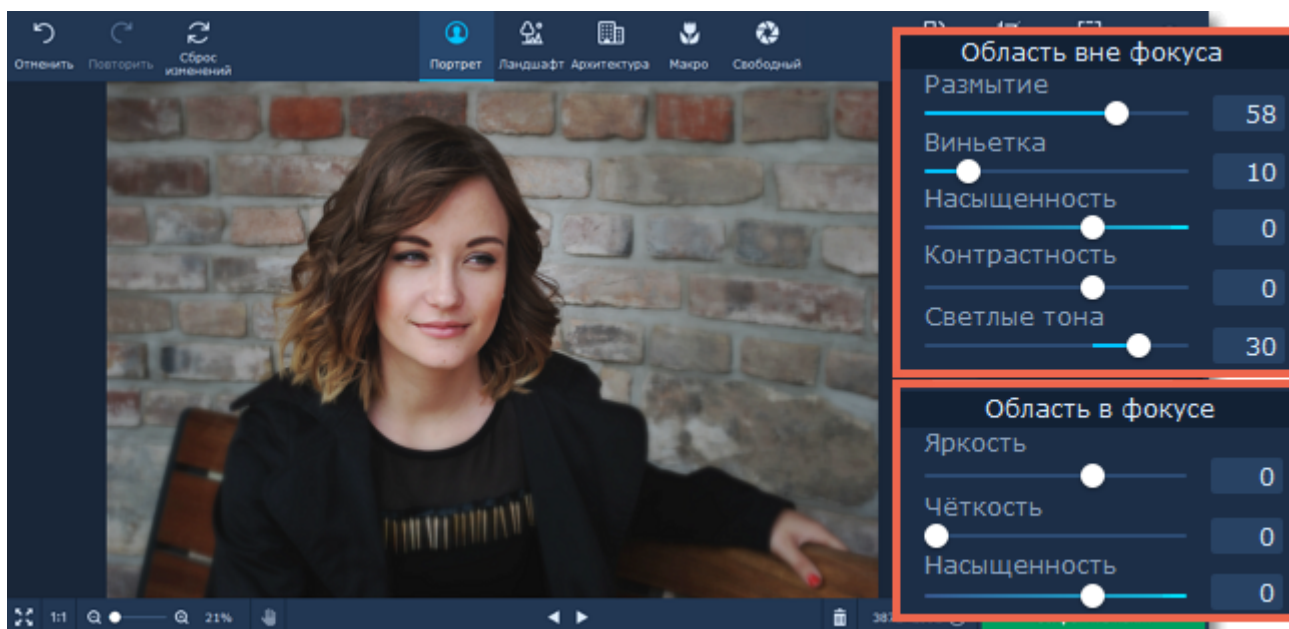 Отменить
Повторить
Сброс
изменений
Портрет
Ландшафт
Архитектура
Макро
Свободный
Область вне фокуса
Размытие
58
Виньетка
10
Насыщенность
0
Контрастность
0
Светлые тона
30
Область в фокусе
Яркость
0
Чёткость
0
Насыщенность
0
1:1
21%